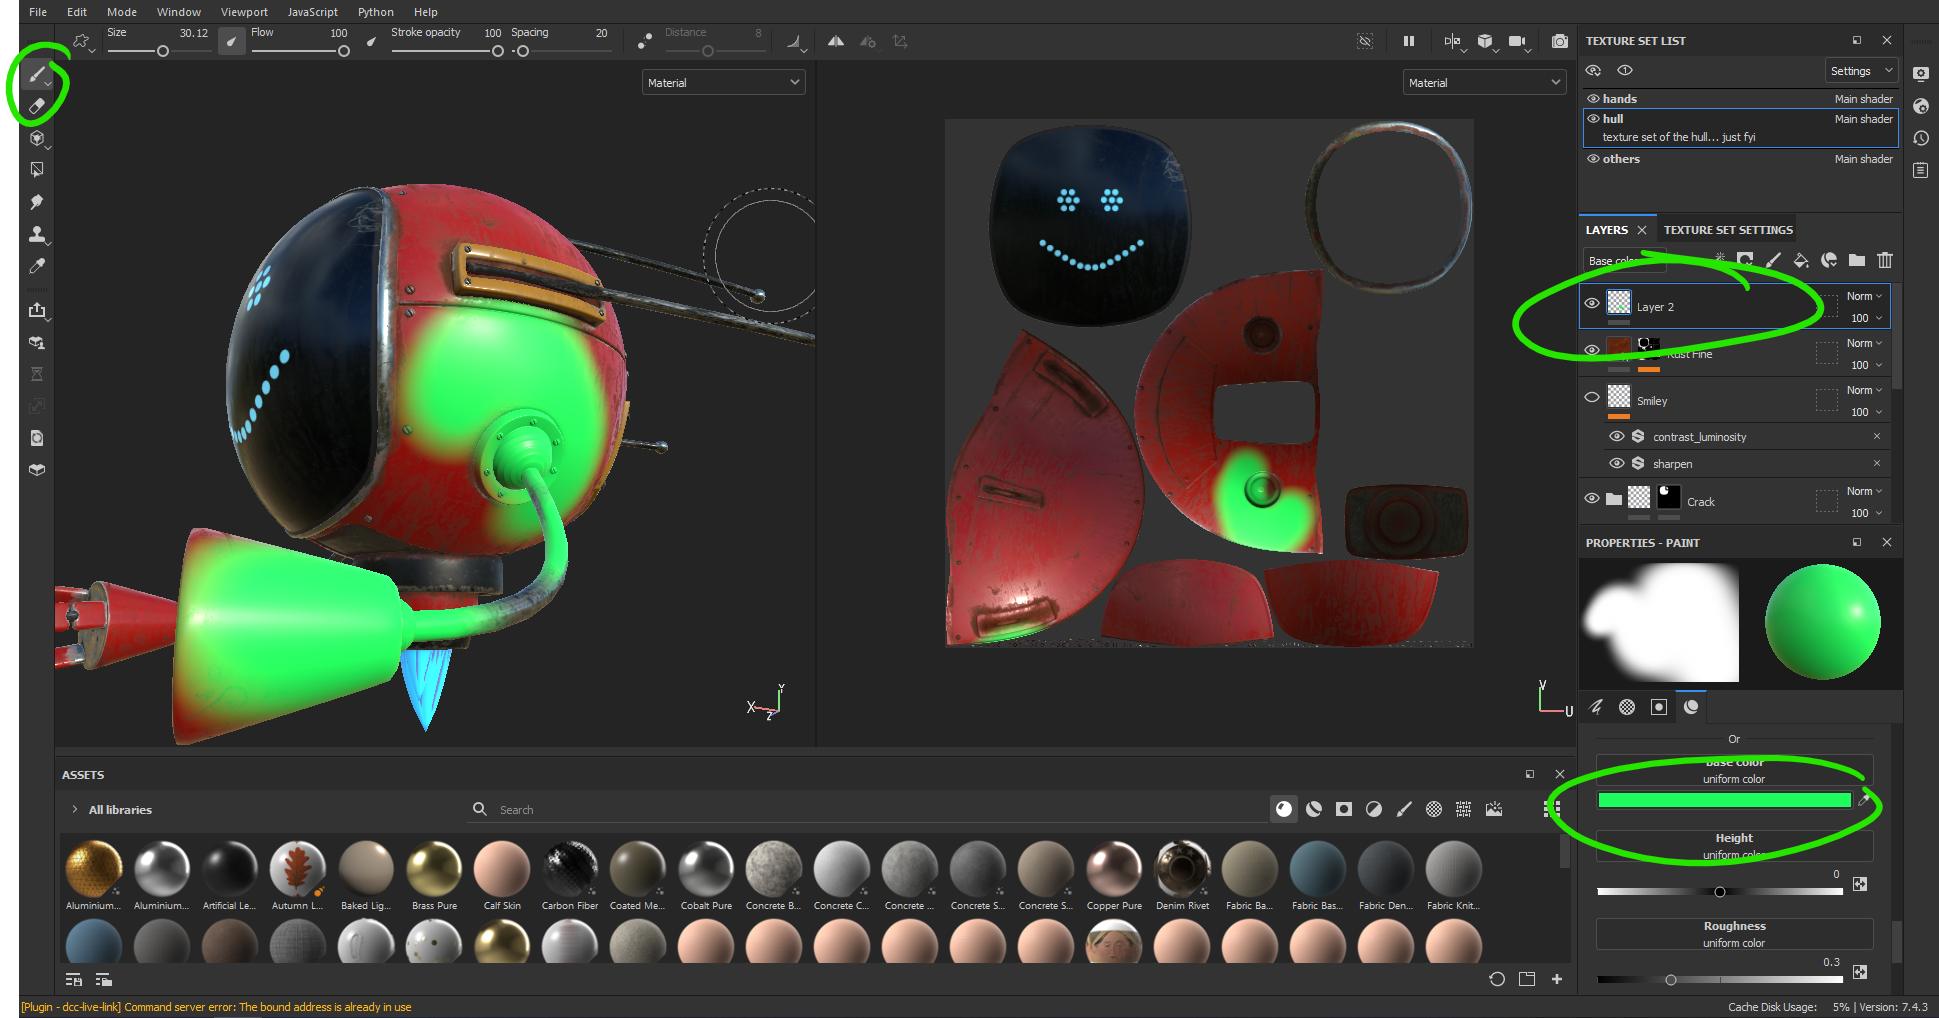 File Edit Mode Window Viewport JavaScript Python Help
Size 30.12 Flow 100 Stroke opacity 100 Spacing 20 Distance 8
Material
Material
X Y Z
V U
TEXTURE SET LIST
Settings
hands Main shader
hull Main shader
texture set of the hull... just fyi
others Main shader
LAYERS TEXTURE SET SETTINGS
Base
Norm
Layer 2
100
Norm
Rust Fine
100
Norm
Smiley
100
contrast_luminosity
sharpen
Norm
Crack
100
PROPERTIES - PAINT
Or
Base color
uniform color
Height
uniform color
0
Roughness
uniform color
0.3
ASSETS
All libraries Search
Aluminium... Aluminium... Artificial Le... Autumn L... Baked Lig... Brass Pure Calf Skin Carbon Fiber Coated Me... Cobalt Pure Concrete B... Concrete C... Concrete ... Concrete S... Concrete S... Copper Pure Denim Rivet Fabric Ba... Fabric Bas... Fabric Den... Fabric Knit...
[Plugin - dcc-live-link] Command server error: The bound address is already in use
Cache Disk Usage: 5% | Version: 7.4.3